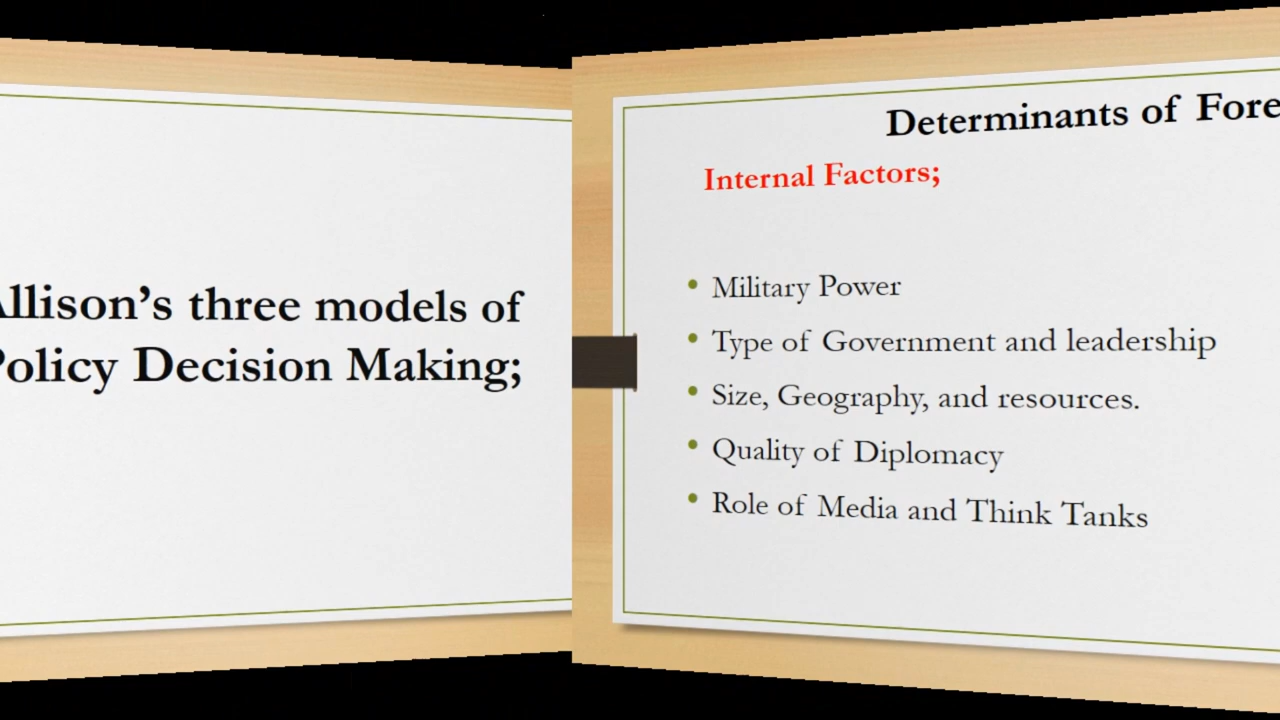 Allison's three models of
Policy Decision Making;
Determinants of Fore
Internal Factors;
• Military Power
• Type of Government and leadership
• Size, Geography, and resources.
• Quality of Diplomacy
• Role of Media and Think Tanks